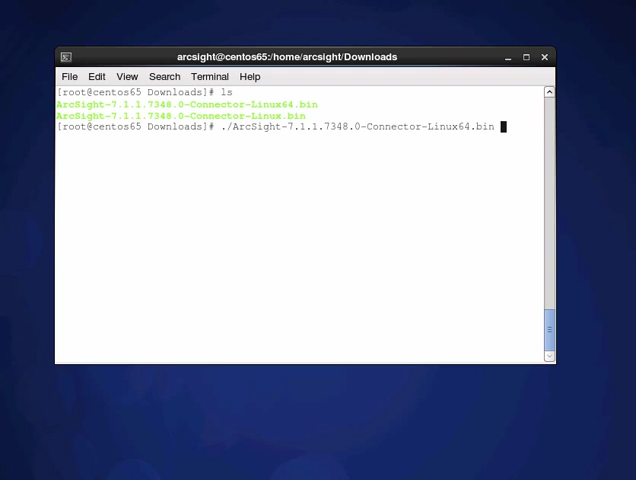 arcsight@centos65:/home/arcsight/Downloads
File Edit View Search Terminal Help
[root@centos65 Downloads]# ls
ArcSight-7.1.1.7348.0-Connector-Linux64.bin
ArcSight-7.1.1.7348.0-Connector-Linux.bin
[root@centos65 Downloads]# ./ArcSight-7.1.1.7348.0-Connector-Linux64.bin